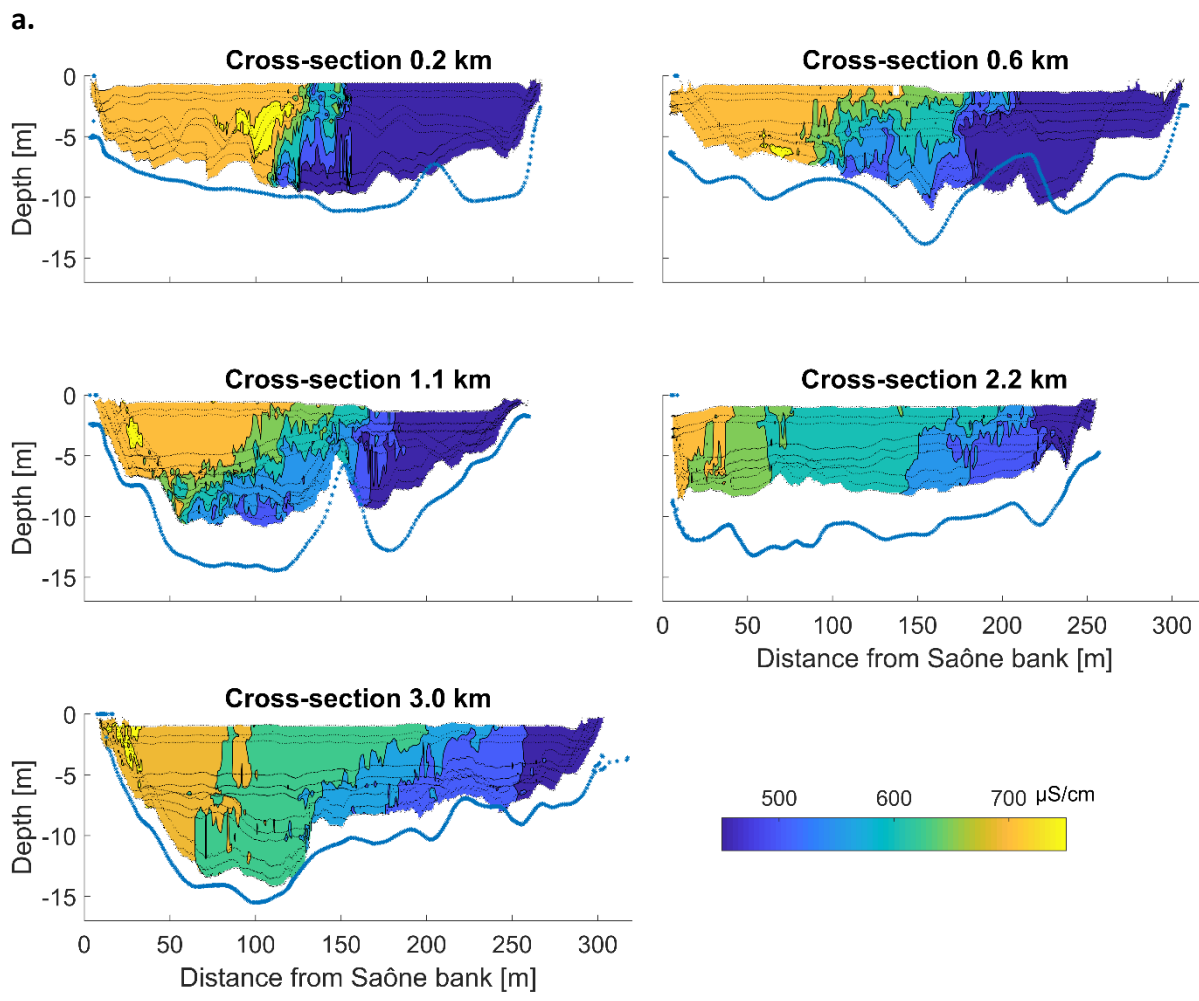 a.
Cross-section 0.2 km
Cross-section 0.6 km
0
-5
-10
-15
Depth [m]
Cross-section 1.1 km
Cross-section 2.2 km
0
-5
-10
-15
Depth [m]
0 50 100 150 200 250 300
Distance from Saône bank [m]
Cross-section 3.0 km
0
-5
-10
-15
Depth [m]
0 50 100 150 200 250 300
Distance from Saône bank [m]
500 600 700 µS/cm